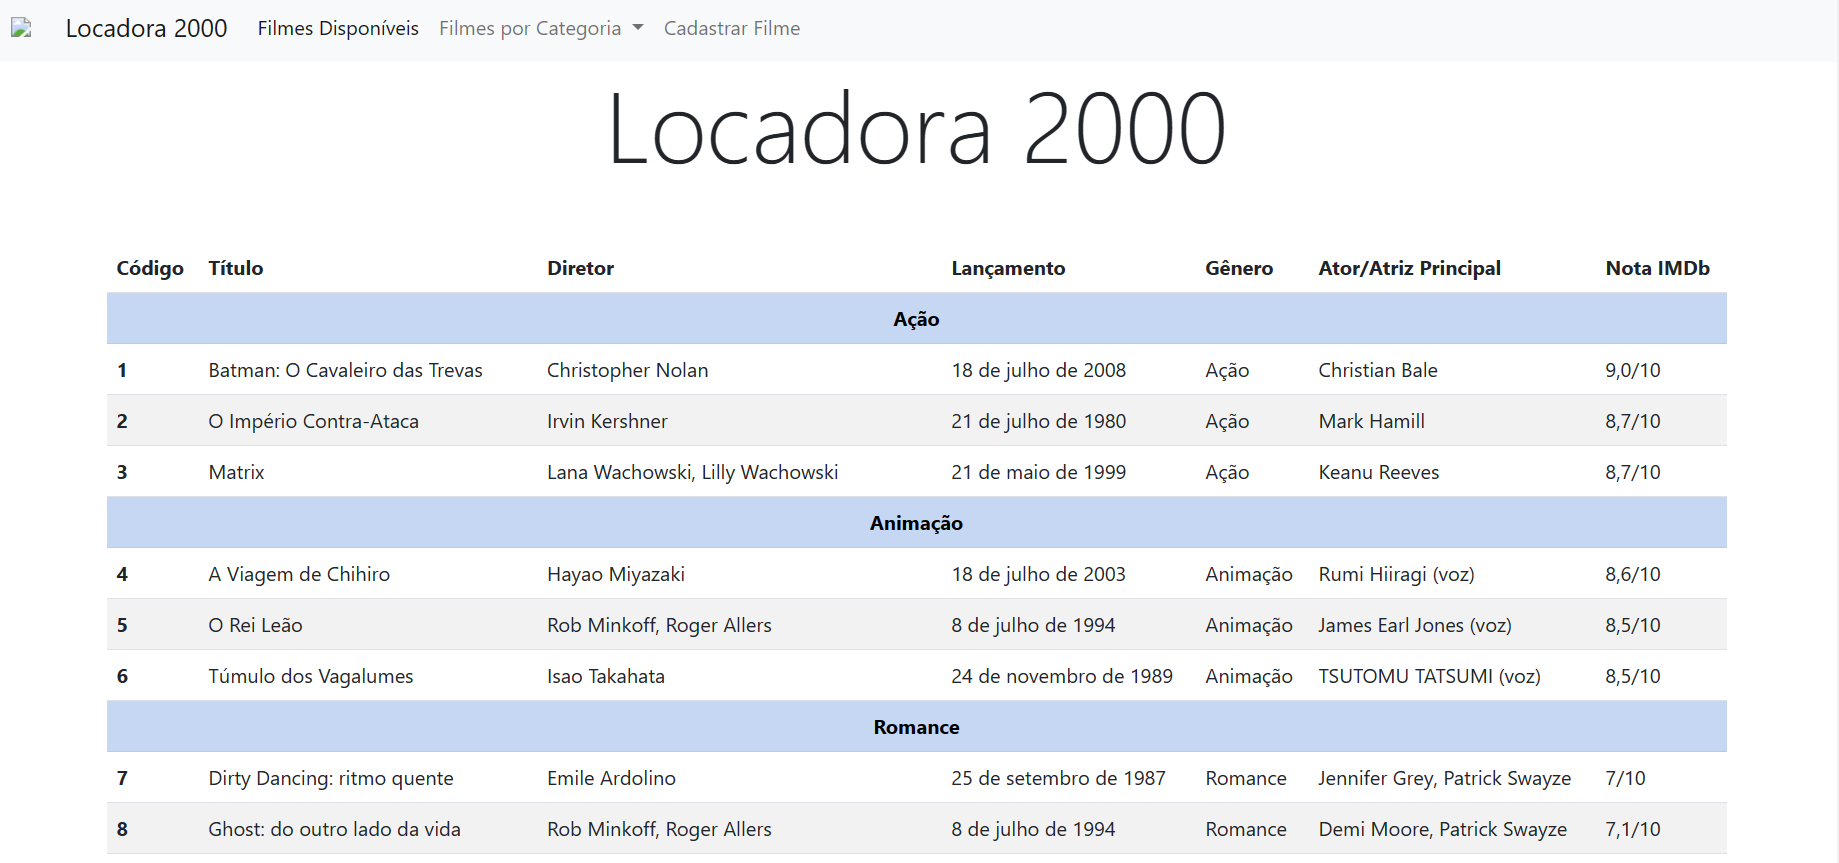 Locadora 2000 Filmes Disponíveis Filmes por Categoria Cadastrar Filme
Locadora 2000
Código Título Diretor Lançamento Gênero Ator/Atriz Principal Nota IMDb
Ação
1 Batman: O Cavaleiro das Trevas Christopher Nolan 18 de julho de 2008 Ação Christian Bale 9,0/10
2 O Império Contra-Ataca Irvin Kershner 21 de julho de 1980 Ação Mark Hamill 8,7/10
3 Matrix Lana Wachowski, Lilly Wachowski 21 de maio de 1999 Ação Keanu Reeves 8,7/10
Animação
4 A Viagem de Chihiro Hayao Miyazaki 18 de julho de 2003 Animação Rumi Hiiragi (voz) 8,6/10
5 O Rei Leão Rob Minkoff, Roger Allers 8 de julho de 1994 Animação James Earl Jones (voz) 8,5/10
6 Túmulo dos Vagalumes Isao Takahata 24 de novembro de 1989 Animação TSUTOMU TATSUMI (voz) 8,5/10
Romance
7 Dirty Dancing: ritmo quente Emile Ardolino 25 de setembro de 1987 Romance Jennifer Grey, Patrick Swayze 7/10
8 Ghost: do outro lado da vida Rob Minkoff, Roger Allers 8 de julho de 1994 Romance Demi Moore, Patrick Swayze 7,1/10